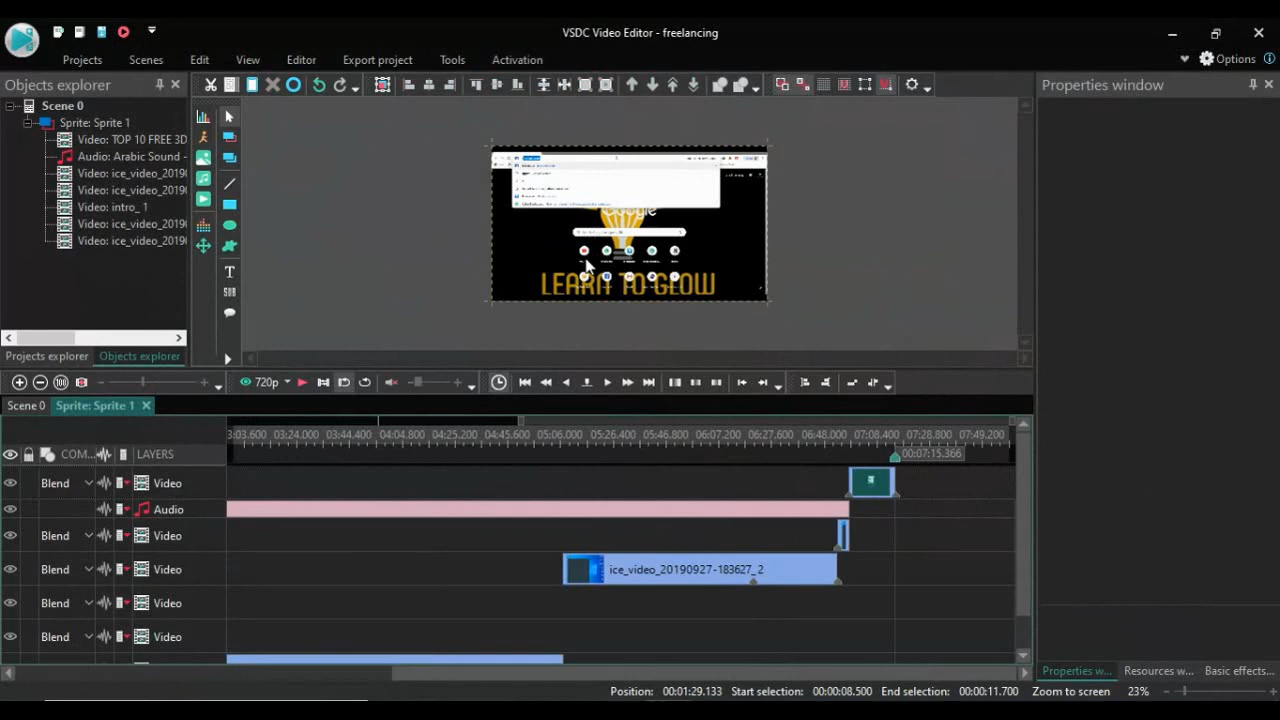 VSDC Video Editor - freelancing
Projects Scenes Edit View Editor Export project Tools Activation
Options
Objects explorer
Properties window
Scene 0
Sprite: Sprite 1
Video: TOP 10 FREE 3D
Audio: Arabic Sound -
Video: ice_video_2019
Video: ice_video_2019
Video: intro_1
Video: ice_video_2019
Video: ice_video_2019
T
SUB
Google
LEARN TO GLOW
Projects explorer Objects explorer
720p
Scene 0 Sprite: Sprite 1
3:03.600 03:24.000 03:44.400 04:04.800 04:25.200 04:45.600 05:06.000 05:26.400 05:46.800 06:07.200 06:27.600 06:48.000 07:08.400 07:28.800 07:49.200
COM... LAYERS
00:07:15.366
Blend Video
Audio
Blend Video
Blend Video
ice_video_20190927-183627_2
Blend Video
Blend Video
Properties w... Resources w... Basic effects...
Position: 00:01:29.133 Start selection: 00:00:08.500 End selection: 00:00:11.700 Zoom to screen 23%